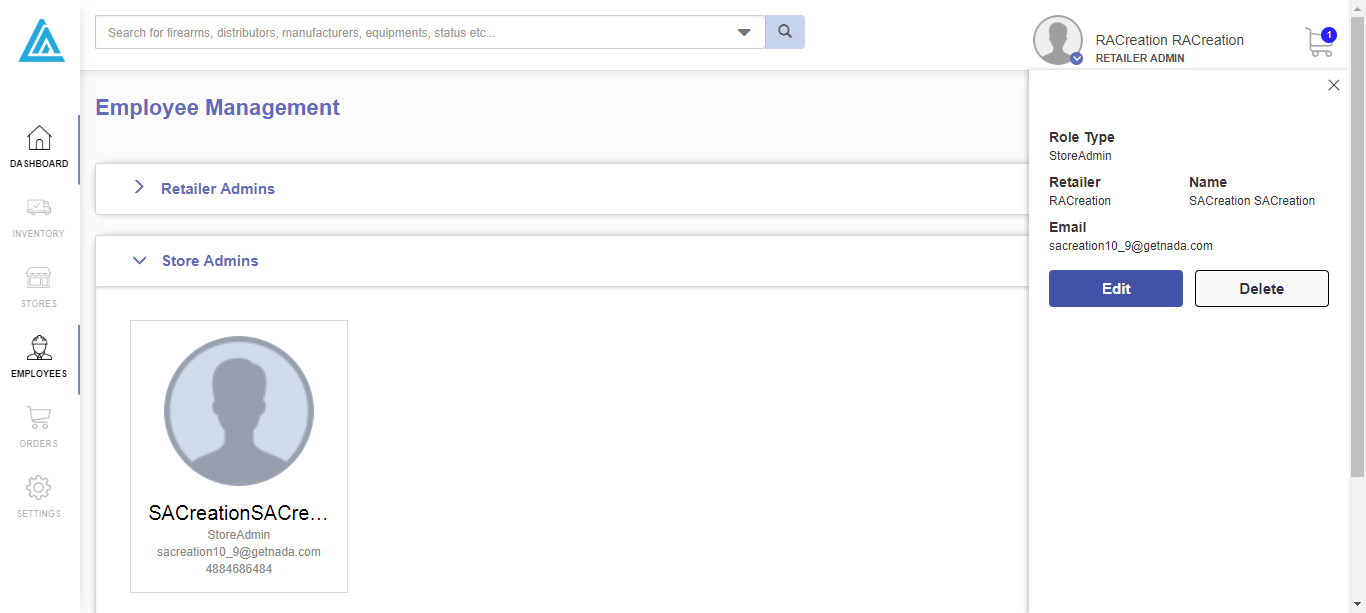 Search for firearms, distributors, manufacturers, equipments, status etc...
RACreation RACreation
RETAILER ADMIN
1
DASHBOARD
INVENTORY
STORES
EMPLOYEES
ORDERS
SETTINGS
Employee Management
Retailer Admins
Store Admins
SACreationSACre...
StoreAdmin
sacreation10_9@getnada.com
4884686484
Role Type
StoreAdmin
Retailer Name
RACreation SACreation SACreation
Email
sacreation10_9@getnada.com
Edit Delete